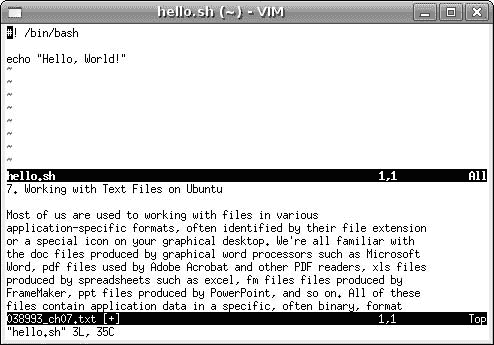 hello.sh (~) - VIM
#! /bin/bash
echo "Hello, World!"
~
~
~
~
~
~
~
~
hello.sh 1,1 All
7. Working with Text Files on Ubuntu
Most of us are used to working with files in various
application-specific formats, often identified by their file extension
or a special icon on your graphical desktop. We're all familiar with
the doc files produced by graphical word processors such as Microsoft
Word, pdf files used by Adobe Acrobat and other PDF readers, xls files
produced by spreadsheets such as excel, fm files files produced by
FrameMaker, ppt files produced by PowerPoint, and so on. All of these
files contain application data in a specific, often binary, format
038993_ch07.txt [+] 1,1 Top
"hello.sh" 3L, 35C